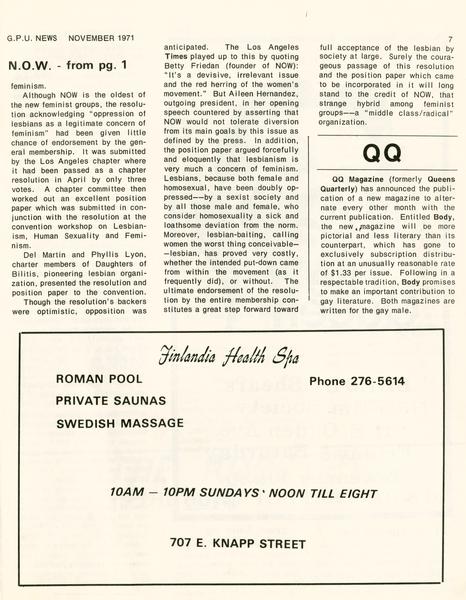 G.P.U. NEWS NOVEMBER 1971
7
N.O.W. - from pg. 1
feminism.
Although NOW is the oldest of
the new feminist groups, the resolu-
tion acknowledging "oppression of
lesbians as a legitimate concern of
feminism" had been given little
chance of endorsement by the gen-
eral membership. It was submitted
by the Los Angeles chapter where
it had been passed as a chapter
resolution in April by only three
votes. A chapter committee then
worked out an excellent position
paper which was submitted in con-
junction with the resolution at the
convention workshop on Lesbian-
ism, Human Sexuality and Femi-
nism.
Del Martin and Phyllis Lyon,
charter members of Daughters of
Bilitis, pioneering lesbian organi-
zation, presented the resolution and
position paper to the convention.
Though the resolution's backers
were optimistic, opposition was
anticipated. The Los Angeles
Times played up to this by quoting
Betty Friedan (founder of NOW):
"It's a devisive, irrelevant issue
and the red herring of the women's
movement." But Aileen Hernandez,
outgoing president, in her opening
speech countered by asserting that
NOW would not tolerate diversion
from its main goals by this issue as
defined by the press. In addition,
the position paper argued forcefully
and eloquently that lesbianism is
very much a concern of feminism.
Lesbians, because both female and
homosexual, have been doubly op-
pressed—by a sexist society and
by all those male and female, who
consider homosexuality a sick and
loathsome deviation from the norm.
Moreover, lesbian-baiting, calling
women the worst thing conceivable-
-lesbian, has proved very costly,
whether the intended put-down came
from within the movement (as it
frequently did), or without. The
ultimate endorsement of the resolu-
tion by the entire membership con-
stitutes a great step forward toward
full acceptance of the lesbian by
society at large. Surely the coura-
geous passage of this resolution
and the position paper which came
to be incorporated in it will long
stand to the credit of NOW, that
strange hybrid among feminist
groups—a "middle class/radical"
organization.
QQ
QQ Magazine (formerly Queens
Quarterly) has announced the publi-
cation of a new magazine to alter-
nate every other month with the
current publication. Entitled Body,
the new magazine will be more
pictorial and less literary than its
counterpart, which has gone to
exclusively subscription distribu-
tion at an unusually reasonable rate
of $1.33 per issue. Following in a
respectable tradition, Body promises
to make an important contribution to
gay literature. Both magazines are
written for the gay male.
Finlandia Health Spa
ROMAN POOL
Phone 276-5614
PRIVATE SAUNAS
SWEDISH MASSAGE
10AM — 10PM SUNDAYS' NOON TILL EIGHT
707 E. KNAPP STREET